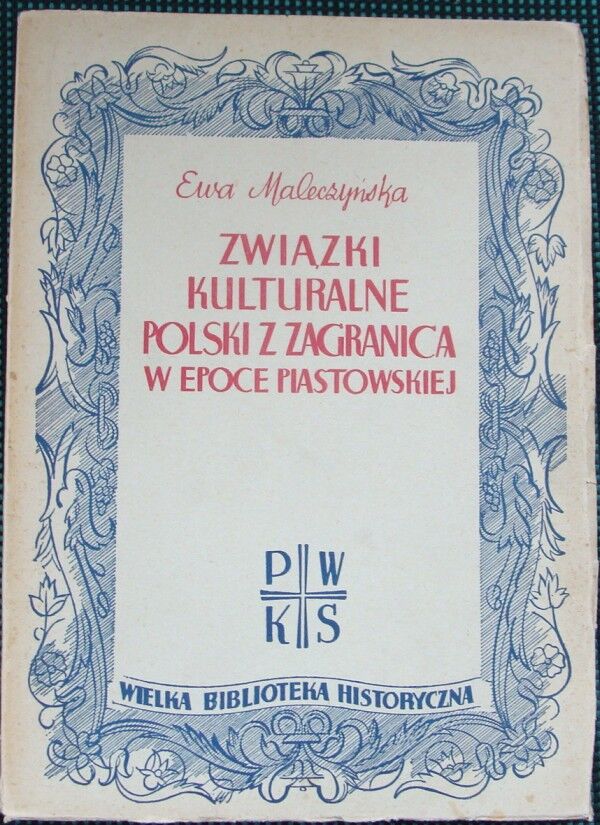 Ewa Maleczyńska
ZWIĄZKI
KULTURALNE
POLSKI Z ZAGRANICĄ
W EPOCE PIASTOWSKIEJ
P W
K S
WIELKA BIBLIOTEKA HISTORYCZNA